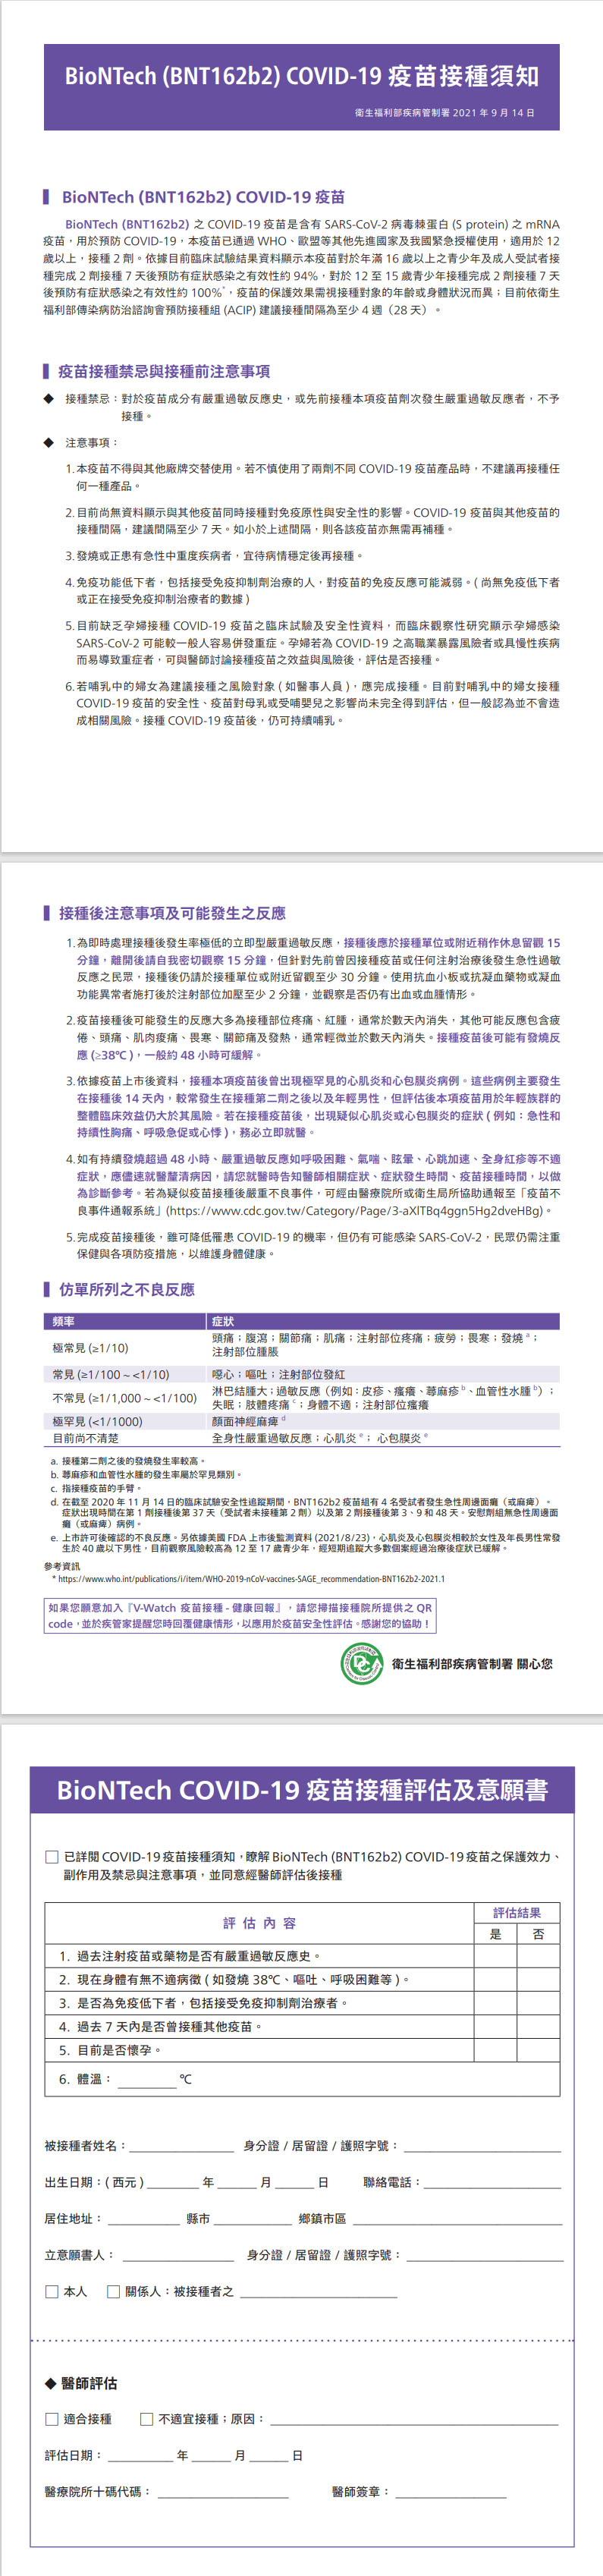 BioNTech (BNT162b2) COVID-19 疫苗接種須知
衛生福利部疾病管制署 2021 年 9 月 14 日
BioNTech (BNT162b2) COVID-19 疫苗
BioNTech (BNT162b2) 之 COVID-19 疫苗是含有 SARS-CoV-2 病毒棘蛋白 (S protein) 之 mRNA
疫苗，用於預防 COVID-19，本疫苗已通過 WHO、歐盟等其他先進國家及我國緊急授權使用，適用於 12
歲以上，接種 2 劑。依據目前臨床試驗結果資料顯示本疫苗對於年滿 16 歲以上之青少年及成人受試者接
種完成 2 劑接種 7 天後預防有症狀感染之有效性約 94%，對於 12 至 15 歲青少年接種完成 2 劑接種 7 天
後預防有症狀感染之有效性約 100%*，疫苗的保護效果需視接種對象的年齡或身體狀況而異；目前依衛生
福利部傳染病防治諮詢會預防接種組 (ACIP) 建議接種間隔為至少 4 週（28 天）。
疫苗接種禁忌與接種前注意事項
◆ 接種禁忌：對於疫苗成分有嚴重過敏反應史，或先前接種本項疫苗劑次發生嚴重過敏反應者，不予
接種。
◆ 注意事項：
1. 本疫苗不得與其他廠牌交替使用。若不慎使用了兩劑不同 COVID-19 疫苗產品時，不建議再接種任
何一種產品。
2. 目前尚無資料顯示與其他疫苗同時接種對免疫原性與安全性的影響。COVID-19 疫苗與其他疫苗的
接種間隔，建議間隔至少 7 天。如小於上述間隔，則各該疫苗亦無需再補種。
3. 發燒或正患有急性中重度疾病者，宜待病情穩定後再接種。
4. 免疫功能低下者，包括接受免疫抑制劑治療的人，對疫苗的免疫反應可能減弱。( 尚無免疫低下者
或正在接受免疫抑制治療者的數據 )
5. 目前缺乏孕婦接種 COVID-19 疫苗之臨床試驗及安全性資料，而臨床觀察性研究顯示孕婦感染
SARS-CoV-2 可能較一般人容易併發重症。孕婦若為 COVID-19 之高職業暴露風險者或具慢性疾病
而易導致重症者，可與醫師討論接種疫苗之效益與風險後，評估是否接種。
6. 若哺乳中的婦女為建議接種之風險對象 ( 如醫事人員 )，應完成接種。目前對哺乳中的婦女接種
COVID-19 疫苗的安全性、疫苗對母乳或受哺嬰兒之影響尚未完全得到評估，但一般認為並不會造
成相關風險。接種 COVID-19 疫苗後，仍可持續哺乳。
接種後注意事項及可能發生之反應
1. 為即時處理接種後發生率極低的立即型嚴重過敏反應，接種後應於接種單位或附近稍作休息留觀 15
分鐘，離開後請自我密切觀察 15 分鐘，但針對先前曾因接種疫苗或任何注射治療後發生急性過敏
反應之民眾，接種後仍請於接種單位或附近留觀至少 30 分鐘。使用抗血小板或抗凝血藥物或凝血
功能異常者施打後於注射部位加壓至少 2 分鐘，並觀察是否仍有出血或血腫情形。
2. 疫苗接種後可能發生的反應大多為接種部位疼痛、紅腫，通常於數天內消失，其他可能反應包含疲
倦、頭痛、肌肉痠痛、畏寒、關節痛及發熱，通常輕微並於數天內消失。接種疫苗後可能有發燒反
應 (≥38℃ )，一般約 48 小時可緩解。
3. 依據疫苗上市後資料，接種本項疫苗後曾出現極罕見的心肌炎和心包膜炎病例。這些病例主要發生
在接種後 14 天內，較常發生在接種第二劑之後以及年輕男性，但評估後本項疫苗用於年輕族群的
整體臨床效益仍大於其風險。若在接種疫苗後，出現疑似心肌炎或心包膜炎的症狀 ( 例如：急性和
持續性胸痛、呼吸急促或心悸 )，務必立即就醫。
4. 如有持續發燒超過 48 小時、嚴重過敏反應如呼吸困難、氣喘、眩暈、心跳加速、全身紅疹等不適
症狀，應儘速就醫釐清病因，請您就醫時告知醫師相關症狀、症狀發生時間、疫苗接種時間，以做
為診斷參考。若為疑似疫苗接種後嚴重不良事件，可經由醫療院所或衛生局所協助通報至「疫苗不
良事件通報系統」(https://www.cdc.gov.tw/Category/Page/3-aXlTBq4ggn5Hg2dveHBg)。
5. 完成疫苗接種後，雖可降低罹患 COVID-19 的機率，但仍有可能感染 SARS-CoV-2，民眾仍需注重
保健與各項防疫措施，以維護身體健康。
仿單所列之不良反應
頻率 症狀
極常見 (≥1/10) 頭痛；腹瀉；關節痛；肌痛；注射部位疼痛；疲勞；畏寒；發燒 a；
注射部位腫脹
常見 (≥1/100 ~ <1/10) 噁心；嘔吐；注射部位發紅
不常見 (≥1/1,000 ~ <1/100) 淋巴結腫大；過敏反應（例如：皮疹、搔癢、蕁麻疹 b、血管性水腫 b）；
失眠；肢體疼痛 c；身體不適；注射部位搔癢
極罕見 (<1/1000) 顏面神經麻痺 d
目前尚不清楚 全身性嚴重過敏反應；心肌炎 e； 心包膜炎 e
a. 接種第二劑之後的發燒發生率較高。
b. 蕁麻疹和血管性水腫的發生率屬於罕見類別。
c. 指接種疫苗的手臂。
d. 在截至 2020 年 11 月 14 日的臨床試驗安全性追蹤期間，BNT162b2 疫苗組有 4 名受試者發生急性周邊面癱（或麻痺）。
症狀出現時間在第 1 劑接種後第 37 天（受試者未接種第 2 劑）以及第 2 劑接種後第 3、9 和 48 天。安慰劑組無急性周邊面
癱（或麻痺）病例。
e. 上市許可後確認的不良反應。另依據美國 FDA 上市後監測資料 (2021/8/23)，心肌炎及心包膜炎相較於女性及年長男性常發
生於 40 歲以下男性，目前觀察風險較高為 12 至 17 歲青少年，經短期追蹤大多數個案經過治療後症狀已緩解。
參考資訊
* https://www.who.int/publications/i/item/WHO-2019-nCoV-vaccines-SAGE_recommendation-BNT162b2-2021.1
如果您願意加入『V-Watch 疫苗接種 - 健康回報』，請您掃描接種院所提供之 QR
code，並於疾管家提醒您時回覆健康情形，以應用於疫苗安全性評估。感謝您的協助！
衛生福利部疾病管制署 關心您
BioNTech COVID-19 疫苗接種評估及意願書
□ 已詳閱 COVID-19 疫苗接種須知，瞭解 BioNTech (BNT162b2) COVID-19 疫苗之保護效力、
副作用及禁忌與注意事項，並同意經醫師評估後接種
評 估 內 容 評估結果
是 否
1. 過去注射疫苗或藥物是否有嚴重過敏反應史。
2. 現在身體有無不適病徵 ( 如發燒 38℃、嘔吐、呼吸困難等 )。
3. 是否為免疫低下者，包括接受免疫抑制劑治療者。
4. 過去 7 天內是否曾接種其他疫苗。
5. 目前是否懷孕。
6. 體溫： ________ ℃
被接種者姓名：________ 身分證 / 居留證 / 護照字號：________
出生日期：( 西元 ) ________ 年 ________ 月 ________ 日 聯絡電話：________
居住地址：________ 縣市 ________ 鄉鎮市區 ________
立意願書人：________ 身分證 / 居留證 / 護照字號：________
□ 本人 □ 關係人：被接種者之 ________
◆ 醫師評估
□ 適合接種 □ 不適宜接種；原因：________
評估日期：________ 年 ________ 月 ________ 日
醫療院所十碼代碼：________ 醫師簽章：________